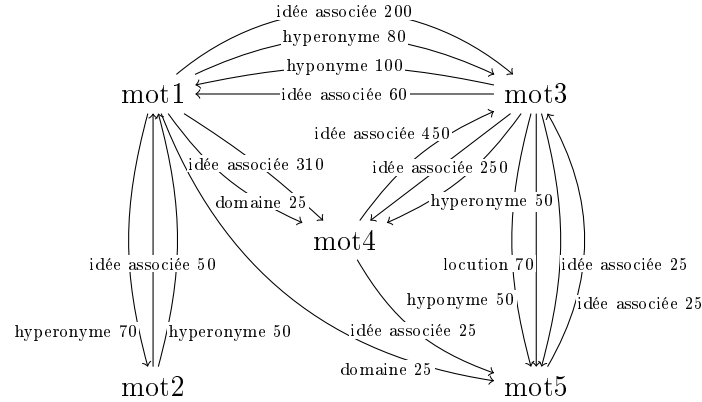 idée associée 200
hyperonyme 80
hyponyme 100
mot1
idée associée 60
mot3
idée associée 450
idée associée 310
idée associée 250
domaine 25
hyperonyme 50
mot4
idée associée 50
locution 70
idée associée 25
hyponyme 50
idée associée 25
hyperonyme 70
hyperonyme 50
idée associée 25
domaine 25
mot2
mot5